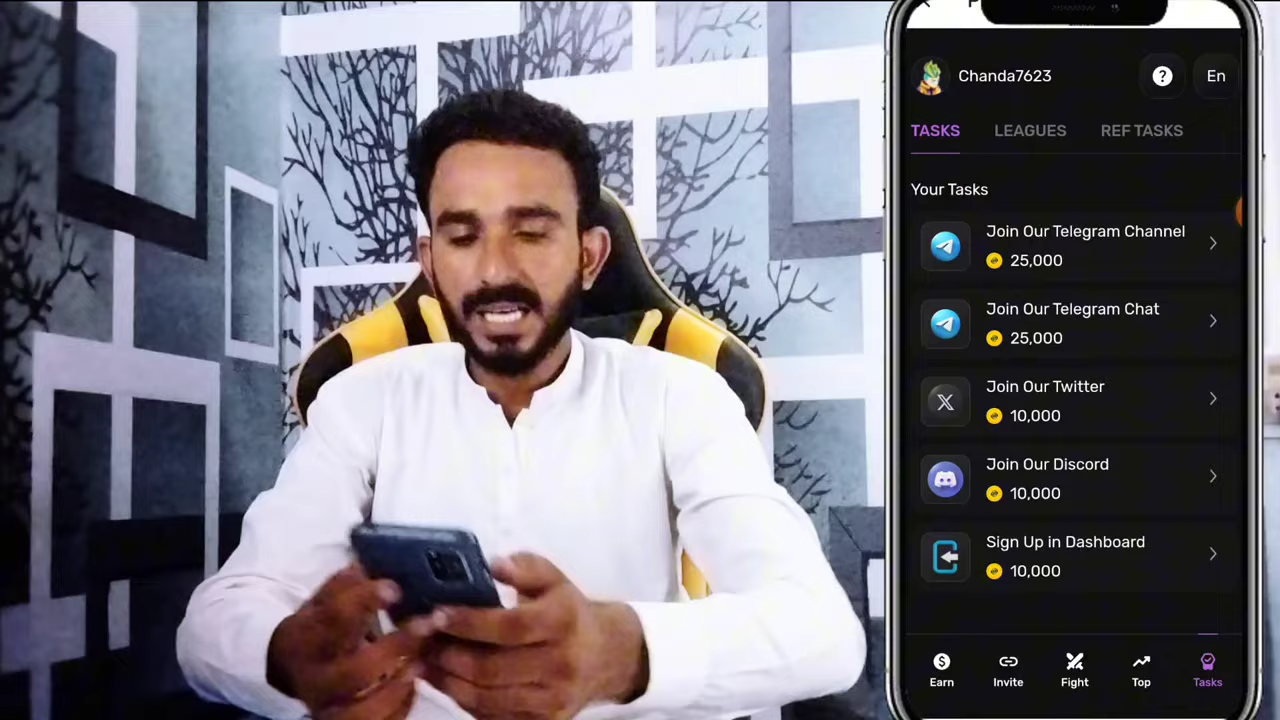 Chanda7623
?
En
TASKS LEAGUES REF TASKS
Your Tasks
Join Our Telegram Channel
25,000
Join Our Telegram Chat
25,000
Join Our Twitter
10,000
Join Our Discord
10,000
Sign Up in Dashboard
10,000
Earn Invite Fight Top Tasks